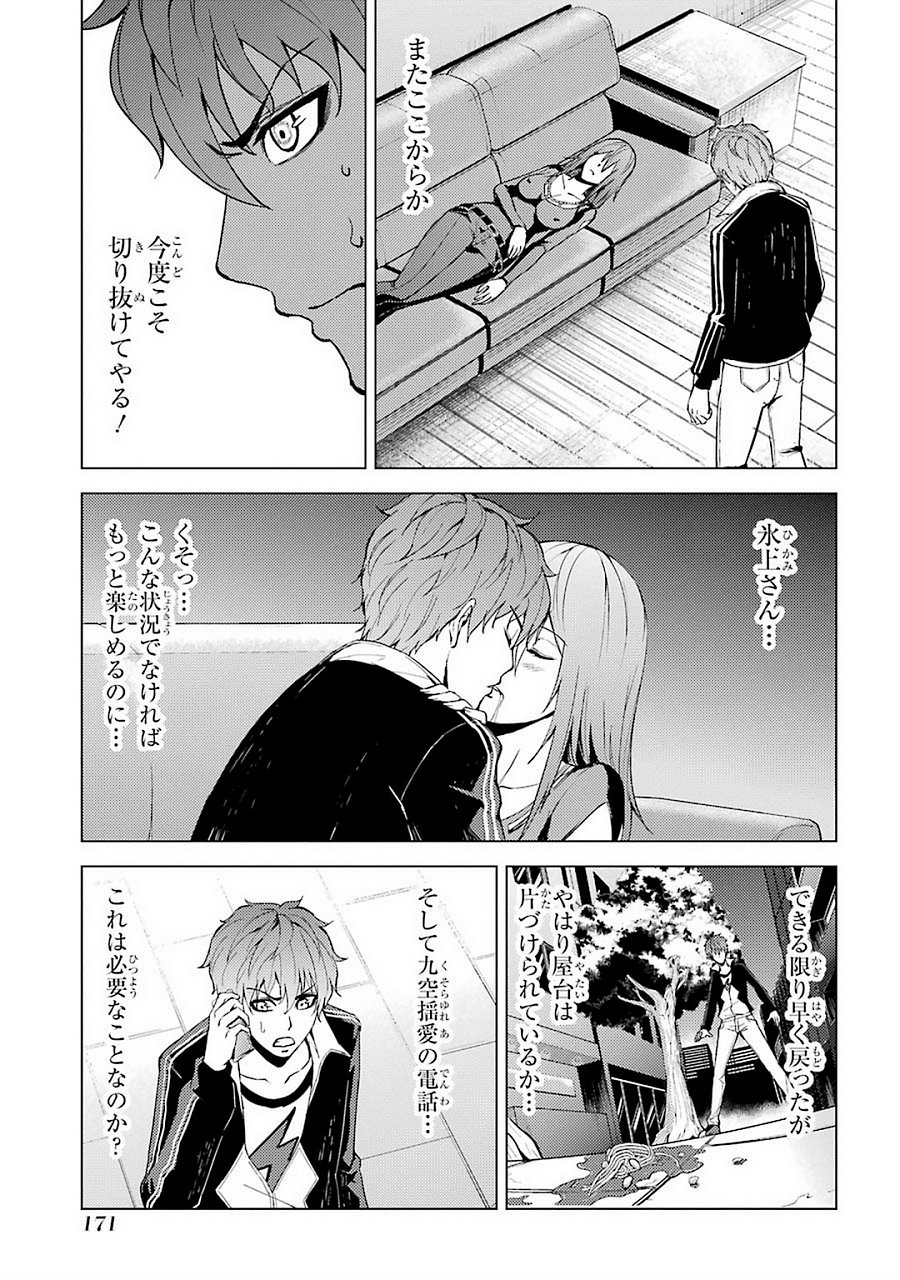 またここからか
今度こそ
切り抜けてやる！
氷上さん…
くそっ…
こんな状況でなければ
もっと楽しめるのに…
できる限り早く戻ったが
やはり屋台は
片づけられているか…
そして九空揺愛の電話…
これは必要なことなのか？
171